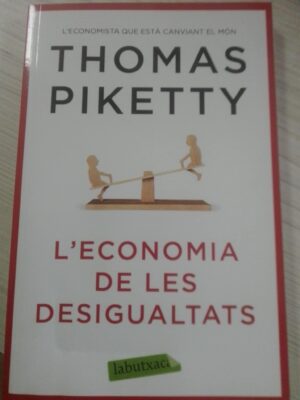 L'ECONOMISTA QUE ESTÀ CANVIANT EL MÓN
THOMAS
PIKETTY
L'ECONOMIA
DE LES
DESIGUALTATS
labutxaca